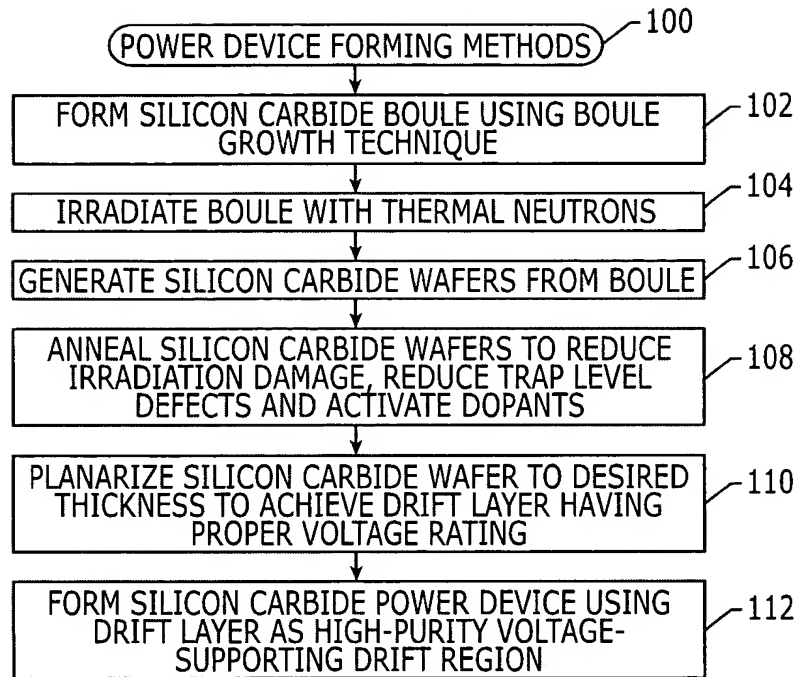 POWER DEVICE FORMING METHODS
100
FORM SILICON CARBIDE BOULE USING BOULE
GROWTH TECHNIQUE
102
IRRADIATE BOULE WITH THERMAL NEUTRONS
104
GENERATE SILICON CARBIDE WAFERS FROM BOULE
106
ANNEAL SILICON CARBIDE WAFERS TO REDUCE
IRRADIATION DAMAGE, REDUCE TRAP LEVEL
DEFECTS AND ACTIVATE DOPANTS
108
PLANARIZE SILICON CARBIDE WAFER TO DESIRED
THICKNESS TO ACHIEVE DRIFT LAYER HAVING
PROPER VOLTAGE RATING
110
FORM SILICON CARBIDE POWER DEVICE USING
DRIFT LAYER AS HIGH-PURITY VOLTAGE-
SUPPORTING DRIFT REGION
112